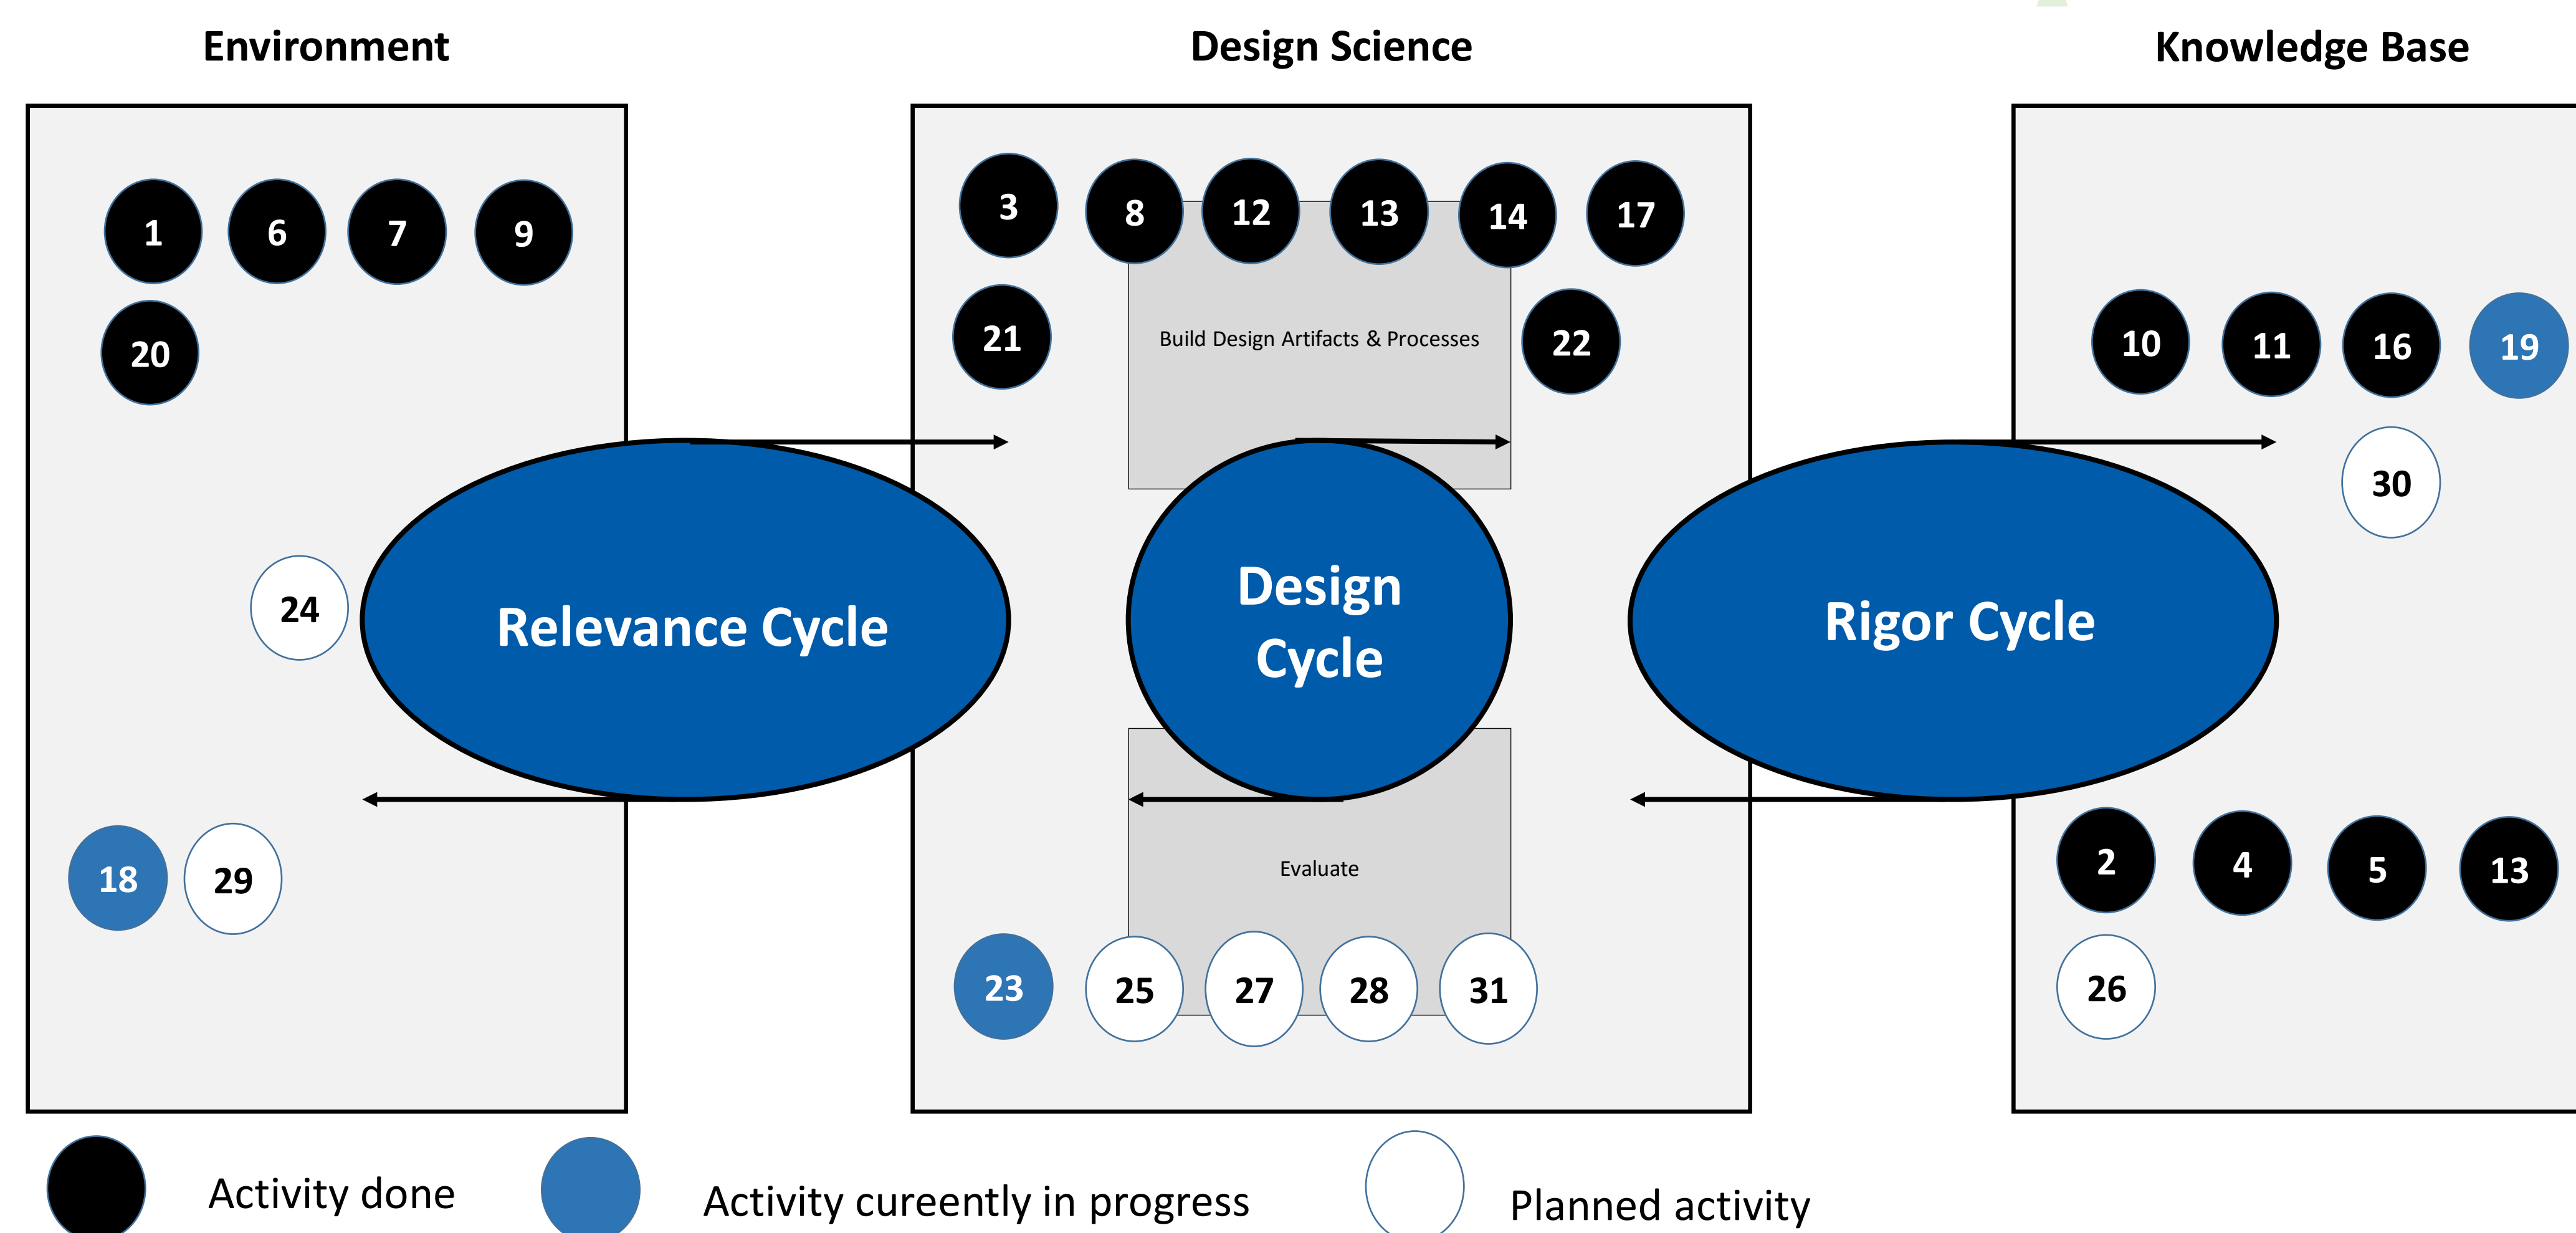 Environment
Design Science
Knowledge Base
1 6 7 9
20
24
18 29
Relevance Cycle
3 8 12 13 14 17
21 22
Build Design Artifacts & Processes
Design
Cycle
Evaluate
23 25 27 28 31
Rigor Cycle
10 11 16 19
30
2 4 5 13
26
Activity done
Activity cureently in progress
Planned activity